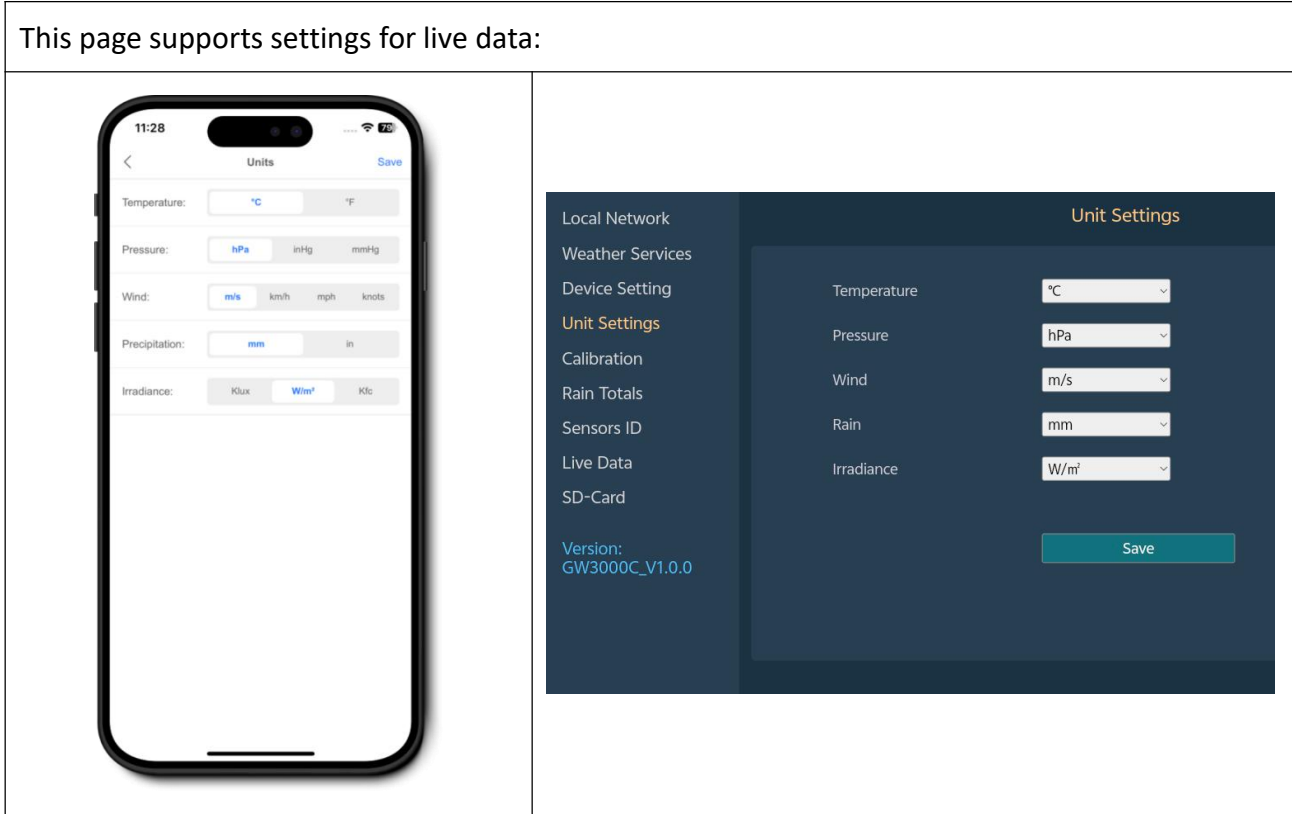 This page supports settings for live data:
11:28
79
Units
Save
Temperature:
°C
°F
Pressure:
hPa
inHg
mmHg
Wind:
m/s
km/h
mph
knots
Precipitation:
mm
in
Irradiance:
Klux
W/m²
Kfc
Local Network
Weather Services
Device Setting
Unit Settings
Calibration
Rain Totals
Sensors ID
Live Data
SD-Card
Version:
GW3000C_V1.0.0
Unit Settings
Temperature
℃
Pressure
hPa
Wind
m/s
Rain
mm
Irradiance
W/㎡
Save